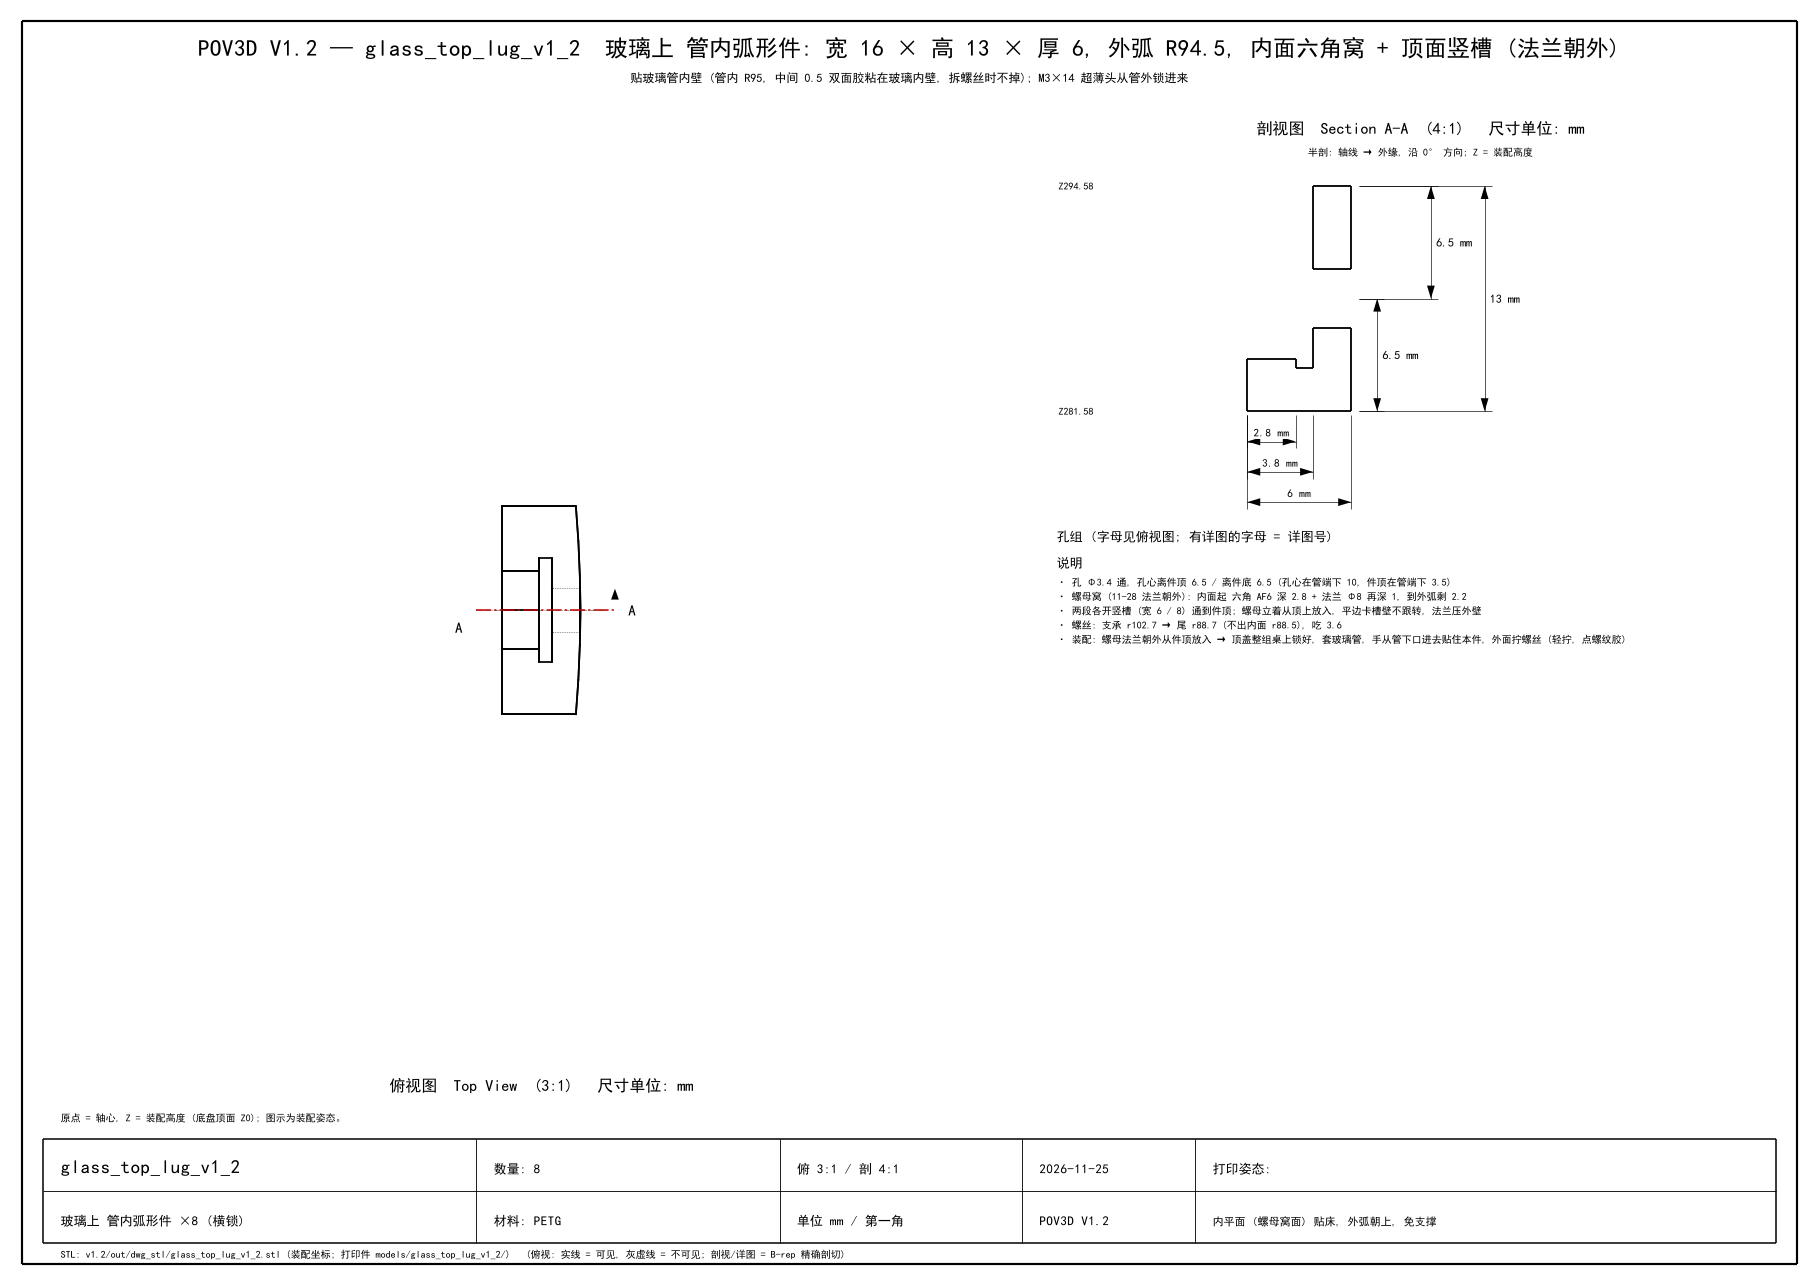 POV3D V1.2 — glass_top_lug_v1_2  玻璃上 管内弧形件: 宽 16 × 高 13 × 厚 6, 外弧 R94.5, 内面六角窝 + 顶面竖槽 (法兰朝外)
贴玻璃管内壁 (管内 R95, 中间 0.5 双面胶粘在玻璃内壁, 拆螺丝时不掉); M3×14 超薄头从管外锁进来
剖视图  Section A-A  (4:1)   尺寸单位: mm
半剖: 轴线 → 外缘, 沿 0° 方向; Z = 装配高度
Z294.58
6.5 mm
13 mm
6.5 mm
Z281.58
2.8 mm
3.8 mm
6 mm
A
A
孔组 (字母见俯视图; 有详图的字母 = 详图号)
说明
· 孔 Φ3.4 通, 孔心离件顶 6.5 / 离件底 6.5 (孔心在管端下 10, 件顶在管端下 3.5)
· 螺母窝 (11-28 法兰朝外): 内面起 六角 AF6 深 2.8 + 法兰 Φ8 再深 1, 到外弧剩 2.2
· 两段各开竖槽 (宽 6 / 8) 通到件顶; 螺母立着从顶上放入, 平边卡槽壁不跟转, 法兰压外壁
· 螺丝: 支承 r102.7 → 尾 r88.7 (不出内面 r88.5), 吃 3.6
· 装配: 螺母法兰朝外从件顶放入 → 顶盖整组桌上锁好, 套玻璃管, 手从管下口进去贴住本件, 外面拧螺丝 (轻拧, 点螺纹胶)
俯视图  Top View  (3:1)   尺寸单位: mm
原点 = 轴心, Z = 装配高度 (底盘顶面 Z0); 图示为装配姿态。
glass_top_lug_v1_2
数量: 8
俯 3:1 / 剖 4:1
2026-11-25
打印姿态:
玻璃上 管内弧形件 ×8 (横锁)
材料: PETG
单位 mm / 第一角
POV3D V1.2
内平面 (螺母窝面) 贴床, 外弧朝上, 免支撑
STL: v1.2/out/dwg_stl/glass_top_lug_v1_2.stl (装配坐标; 打印件 models/glass_top_lug_v1_2/)   (俯视: 实线 = 可见, 灰虚线 = 不可见; 剖视/详图 = B-rep 精确剖切)